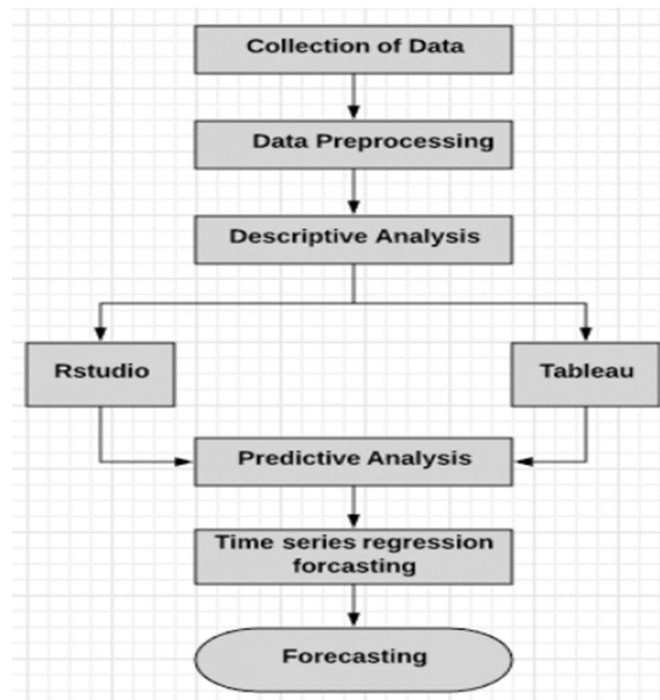 Collection of Data
Data Preprocessing
Descriptive Analysis
Rstudio
Tableau
Predictive Analysis
Time series regression
forcasting
Forecasting